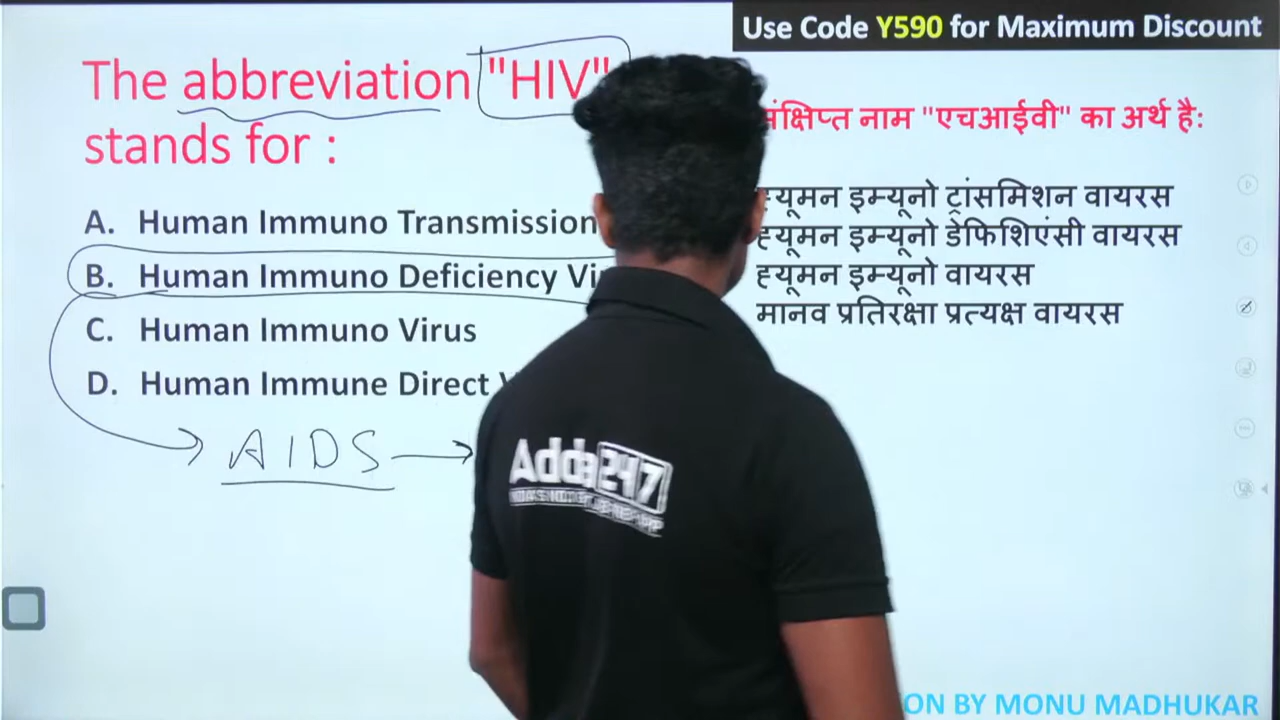 Use Code Y590 for Maximum Discount
The abbreviation "HIV"
stands for :
A. Human Immuno Transmission
B. Human Immuno Deficiency
C. Human Immuno Virus
D. Human Immune Direct
AIDS
नाम "एचआईवी" का अर्थ है:
इम्यूनो ट्रांसमिशन वायरस
ह्यूमन इम्यूनो डेफिशिएंसी वायरस
ह्यूमन इम्यूनो वायरस
मानव प्रतिरक्षा प्रत्यक्ष वायरस
Adda247
BY MONU MADHUKAR